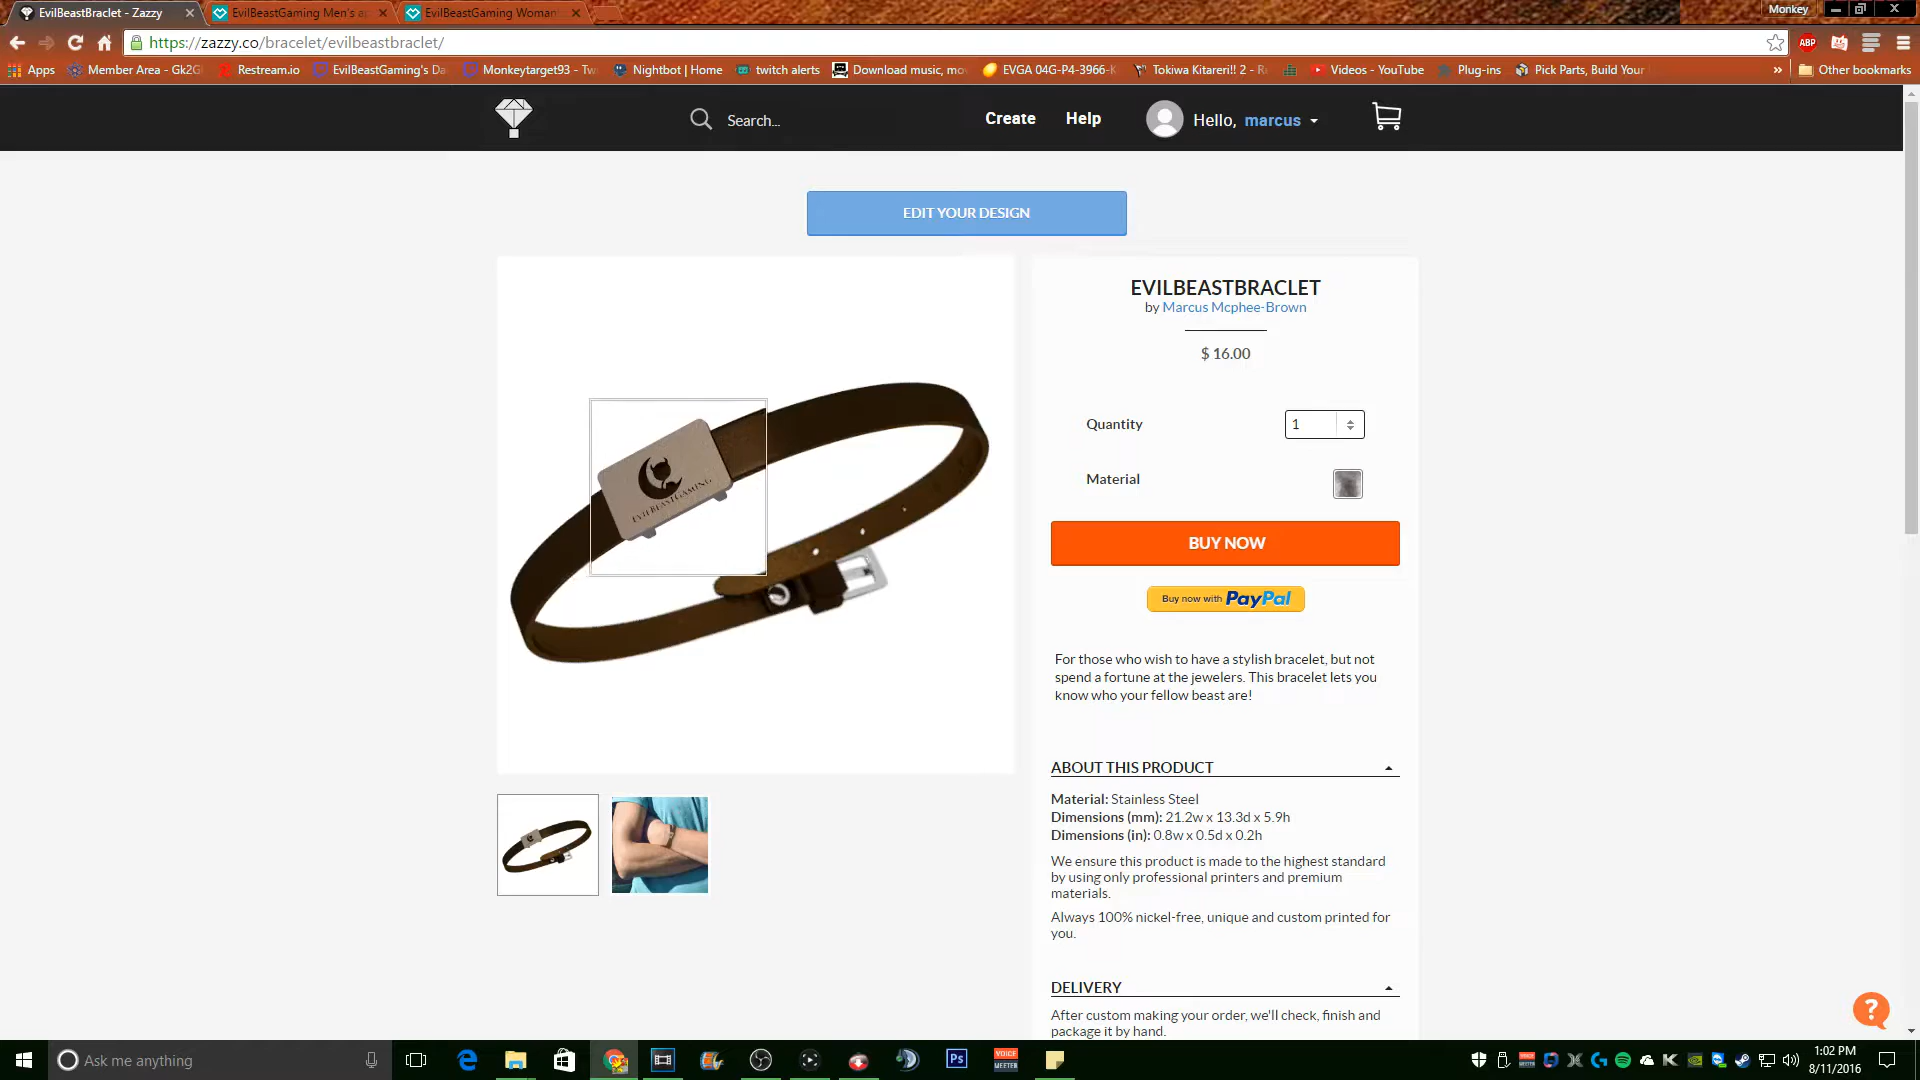 EvilBeastBraclet - Zazzy
EvilBeastGaming Men's a
EvilBeastGaming Woman
Monkey
https://zazzy.co/bracelet/evilbeastbraclet/
ABP
Apps
Member Area - Gk2G
Restream.io
EvilBeastGaming's Da
Monkeytarget93 - Tw
Nightbot | Home
twitch alerts
Download music, mov
EVGA 04G-P4-3966-K
Tokiwa Kitareri!! 2 - R
Videos - YouTube
Plug-ins
Pick Parts, Build Your
»
Other bookmarks
Search...
Create
Help
Hello, marcus
EDIT YOUR DESIGN
EVILBEASTBRACLET
by Marcus Mcphee-Brown
$ 16.00
Quantity
1
Material
EVILBEASTGAMING
BUY NOW
Buy now with PayPal
For those who wish to have a stylish bracelet, but not
spend a fortune at the jewelers. This bracelet lets you
know who your fellow beast are!
ABOUT THIS PRODUCT
Material: Stainless Steel
Dimensions (mm): 21.2w x 13.3d x 5.9h
Dimensions (in): 0.8w x 0.5d x 0.2h
We ensure this product is made to the highest standard
by using only professional printers and premium
materials.
Always 100% nickel-free, unique and custom printed for
you.
DELIVERY
After custom making your order, we'll check, finish and
package it by hand.
?
Ask me anything
Ps
VOICE
MEETER
1:02 PM
8/11/2016